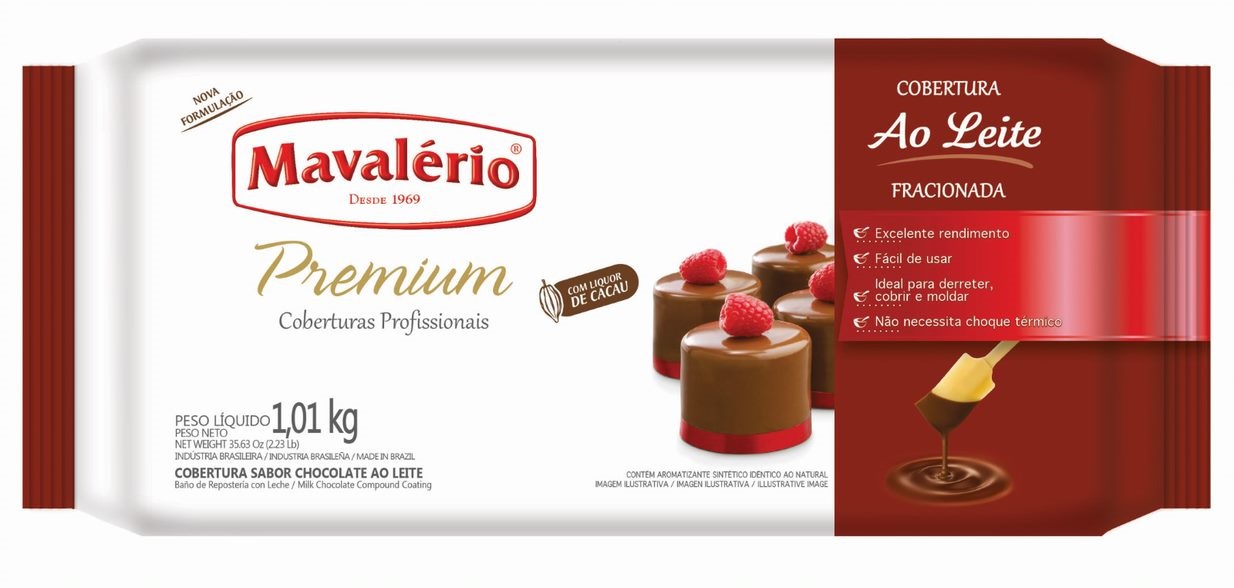 NOVA
FORMULAÇÃO
Mavalério®
DESDE 1969
Premium
Coberturas Profissionais
COM LIQUOR
DE CACAU
PESO LÍQUIDO 1,01 kg
PESO NETO
NET WEIGHT 35.63 Oz (2.23 Lb)
INDÚSTRIA BRASILEIRA / INDUSTRIA BRASILEÑA / MADE IN BRAZIL
COBERTURA SABOR CHOCOLATE AO LEITE
Baño de Reposteria con Leche / Milk Chocolate Compound Coating
CONTÉM AROMATIZANTE SINTÉTICO IDÊNTICO AO NATURAL
IMAGEM ILUSTRATIVA / IMAGEN ILUSTRATIVA / ILLUSTRATIVE IMAGE
COBERTURA
Ao Leite
FRACIONADA
Excelente rendimento
Fácil de usar
Ideal para derreter,
cobrir e moldar
Não necessita choque térmico